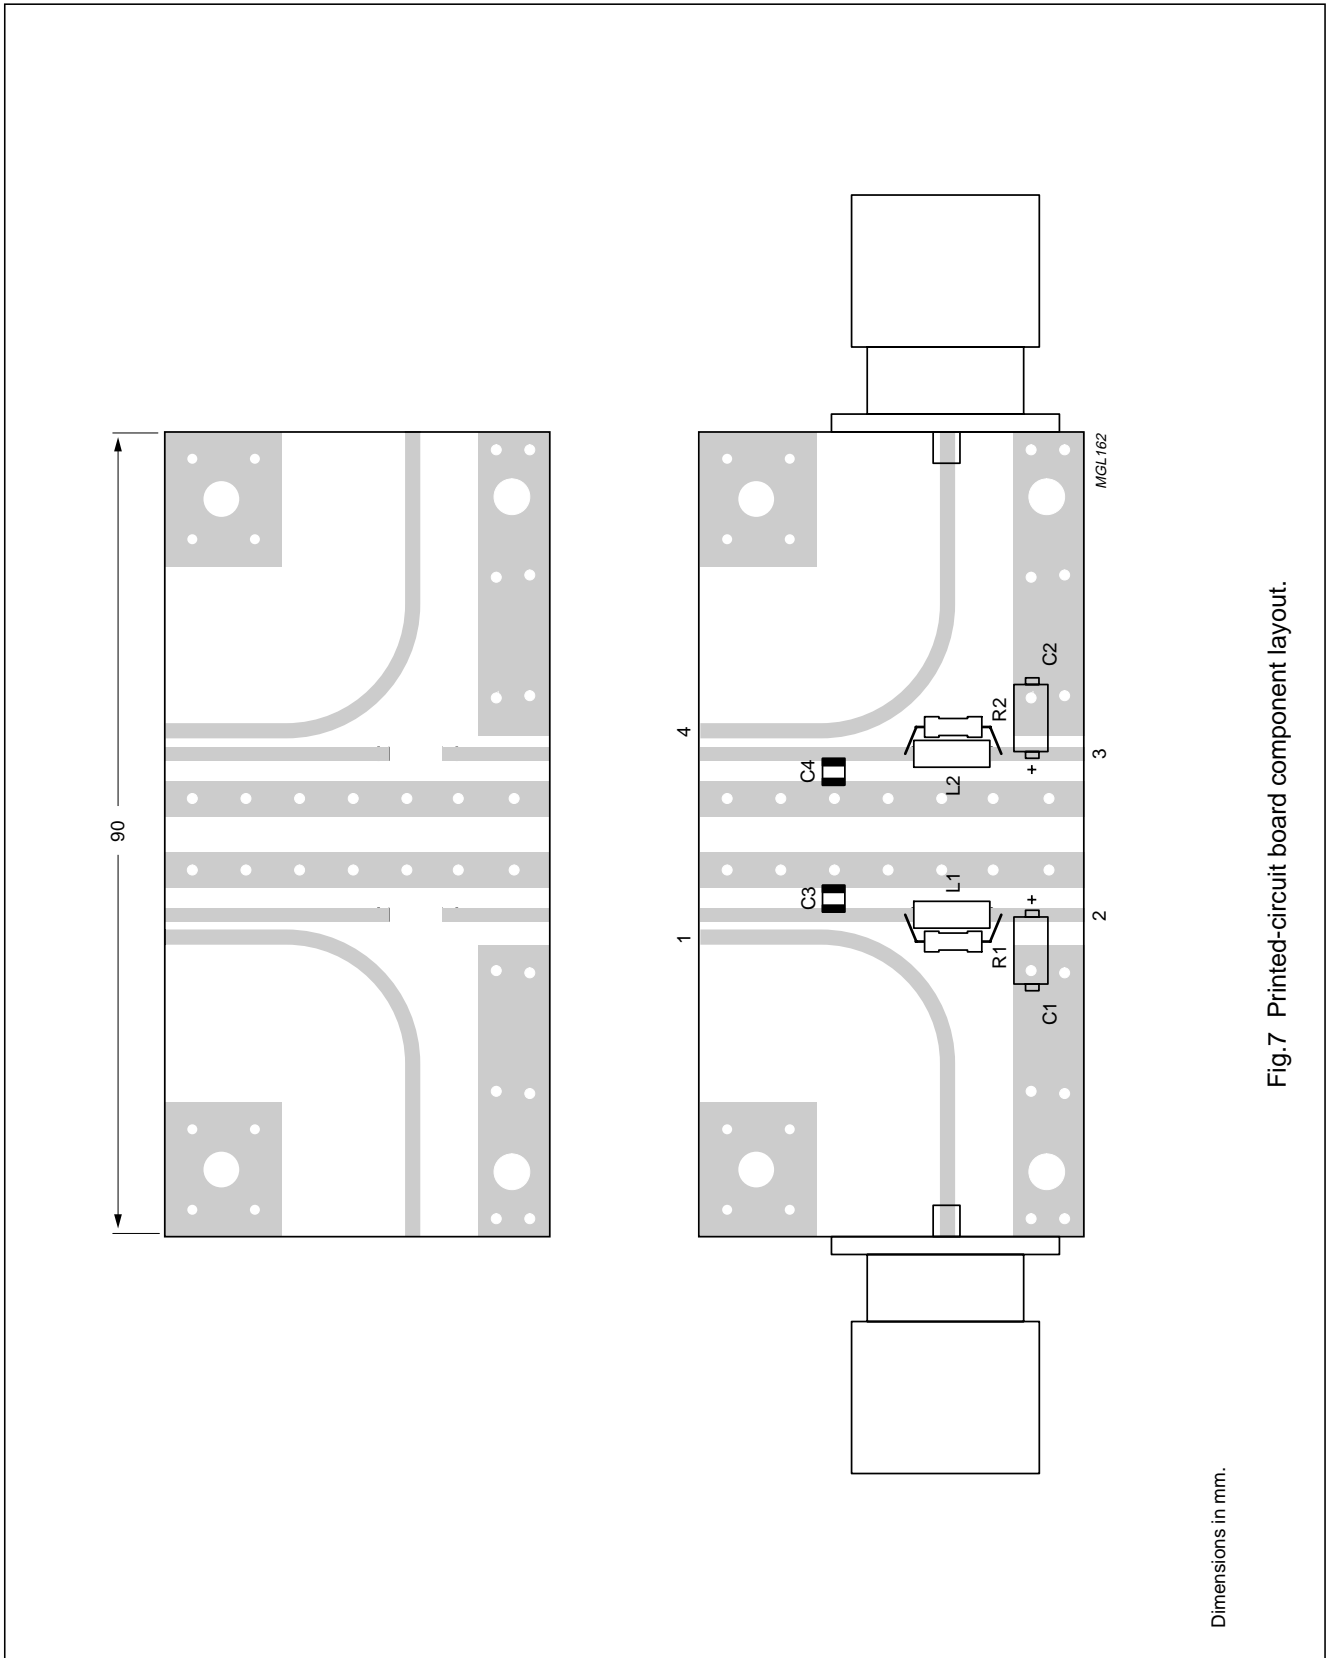 90
1
4
C3
C4
L1
L2
R1
R2
C1
C2
+
+
2
3
MGL162
Dimensions in mm.
Fig.7 Printed-circuit board component layout.